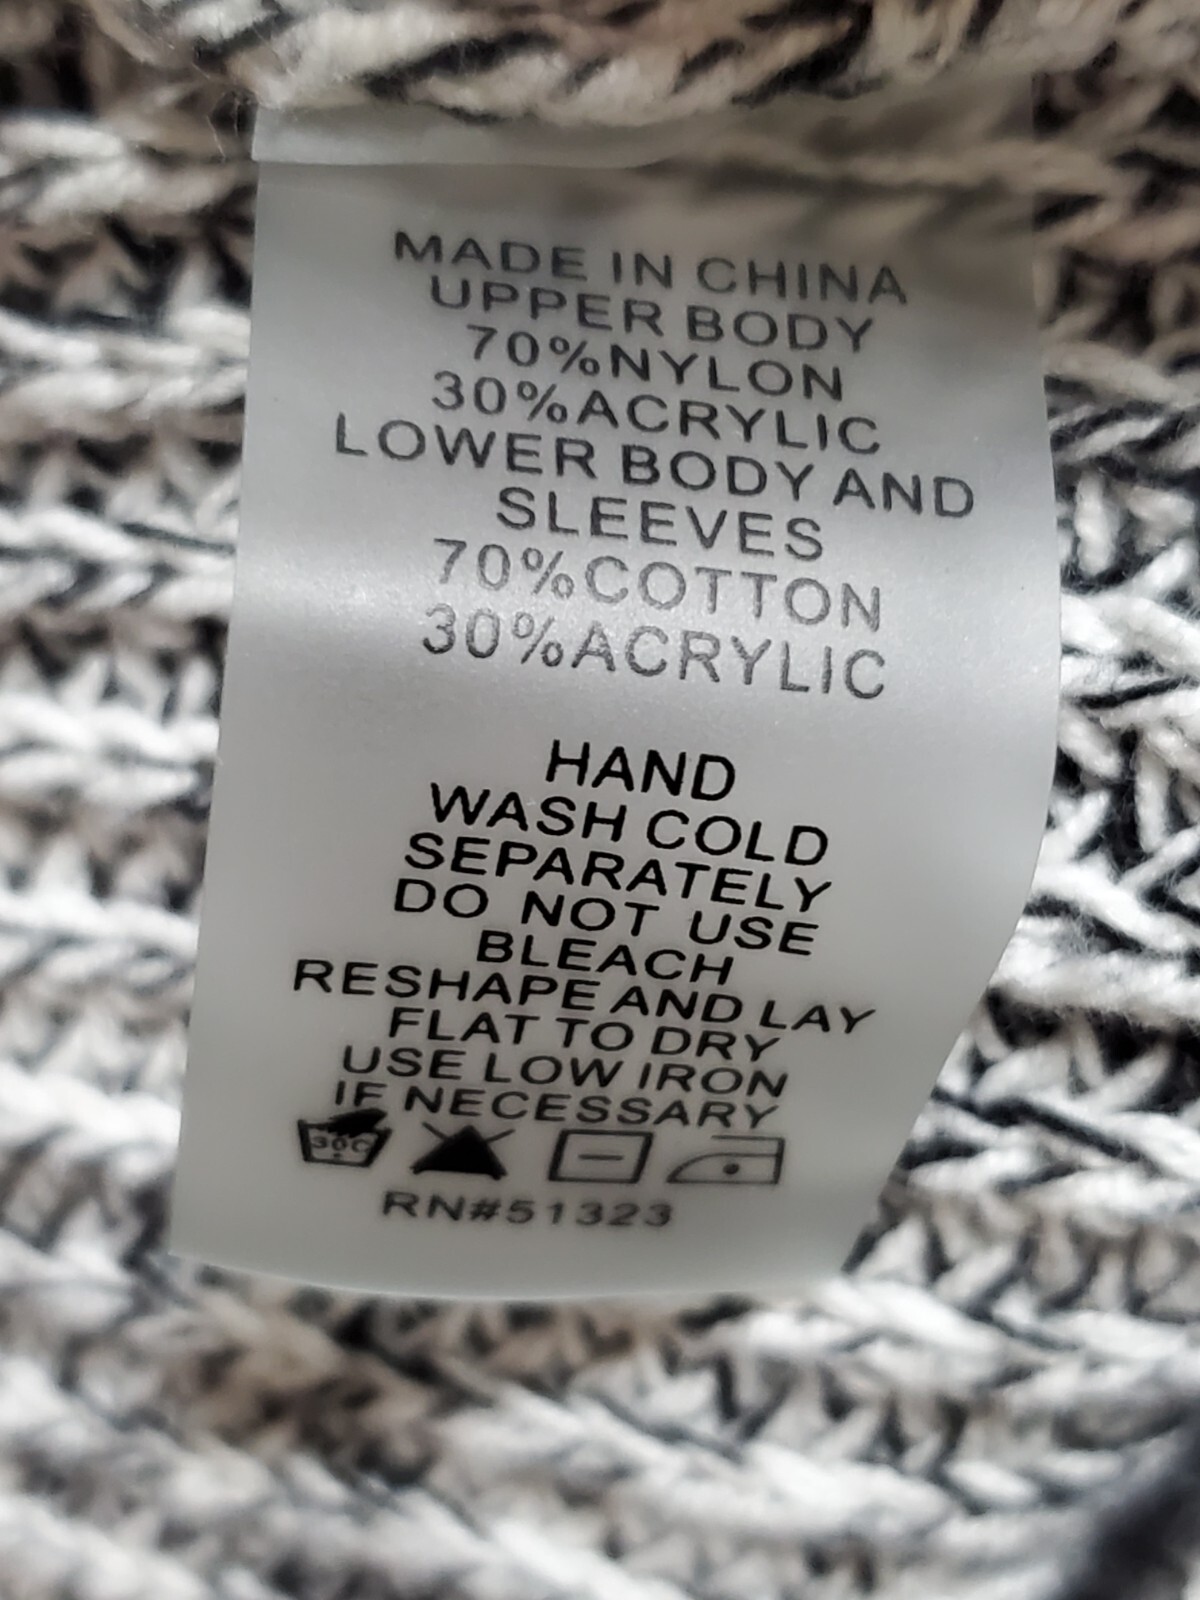 MADE IN CHINA
UPPER BODY
70%NYLON
30%ACRYLIC
LOWER BODY AND
SLEEVES
70%COTTON
30%ACRYLIC
HAND
WASH COLD
SEPARATELY
DO NOT USE
BLEACH
RESHAPE AND LAY
FLAT TO DRY
USE LOW IRON
IF NECESSARY
30C
RN#51323